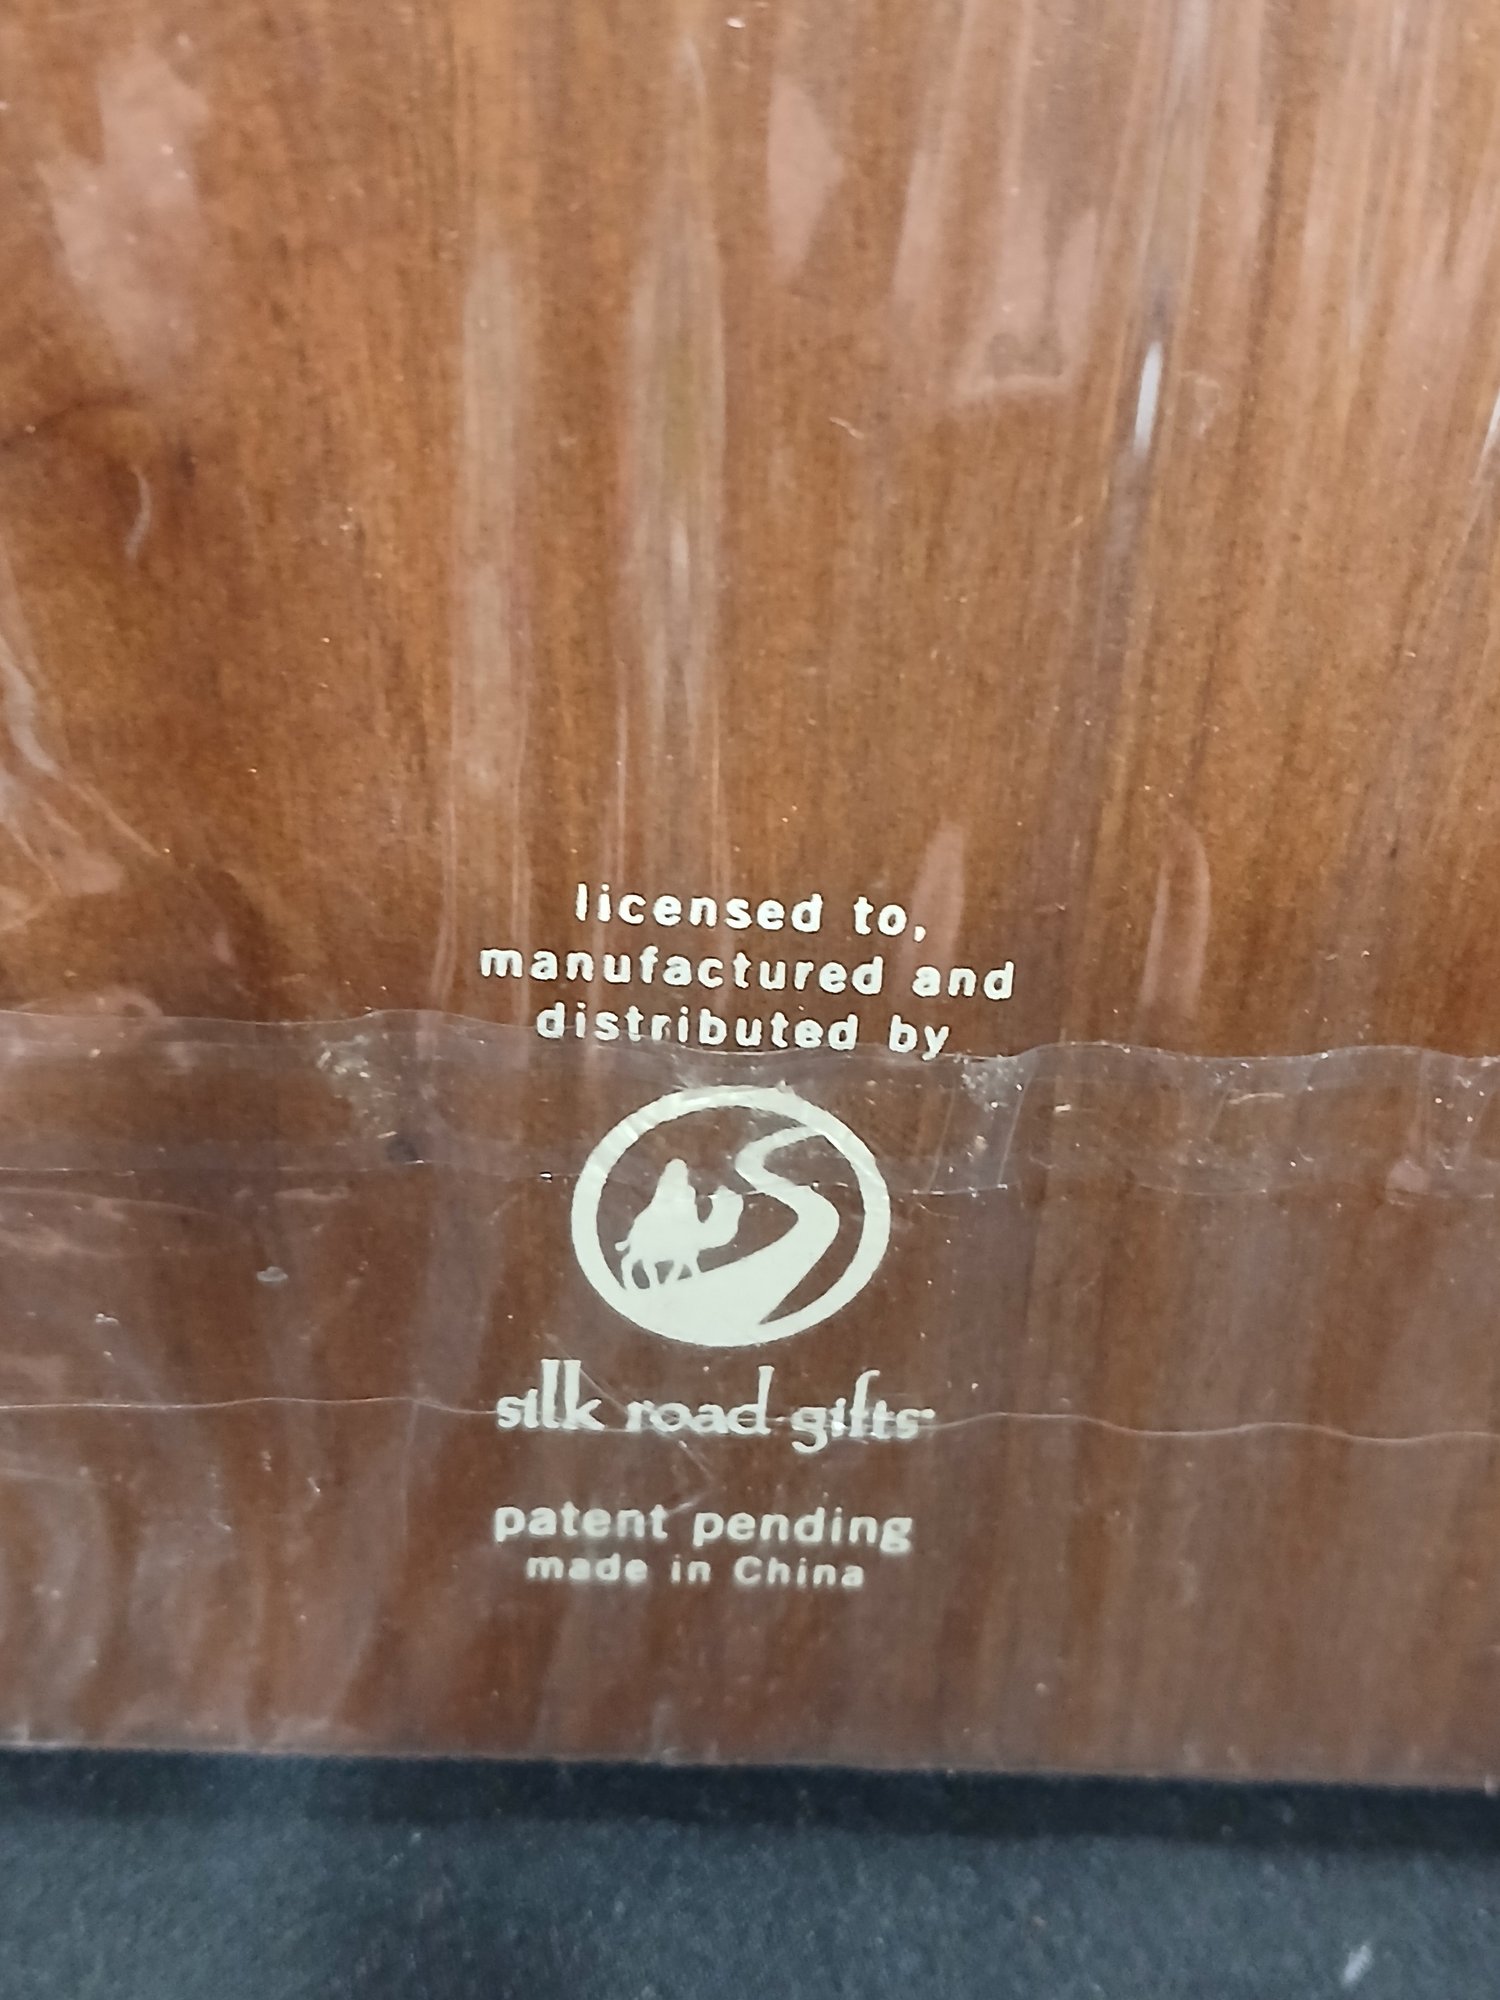 licensed to,
manufactured and
distributed by
silk road gifts
patent pending
made in China